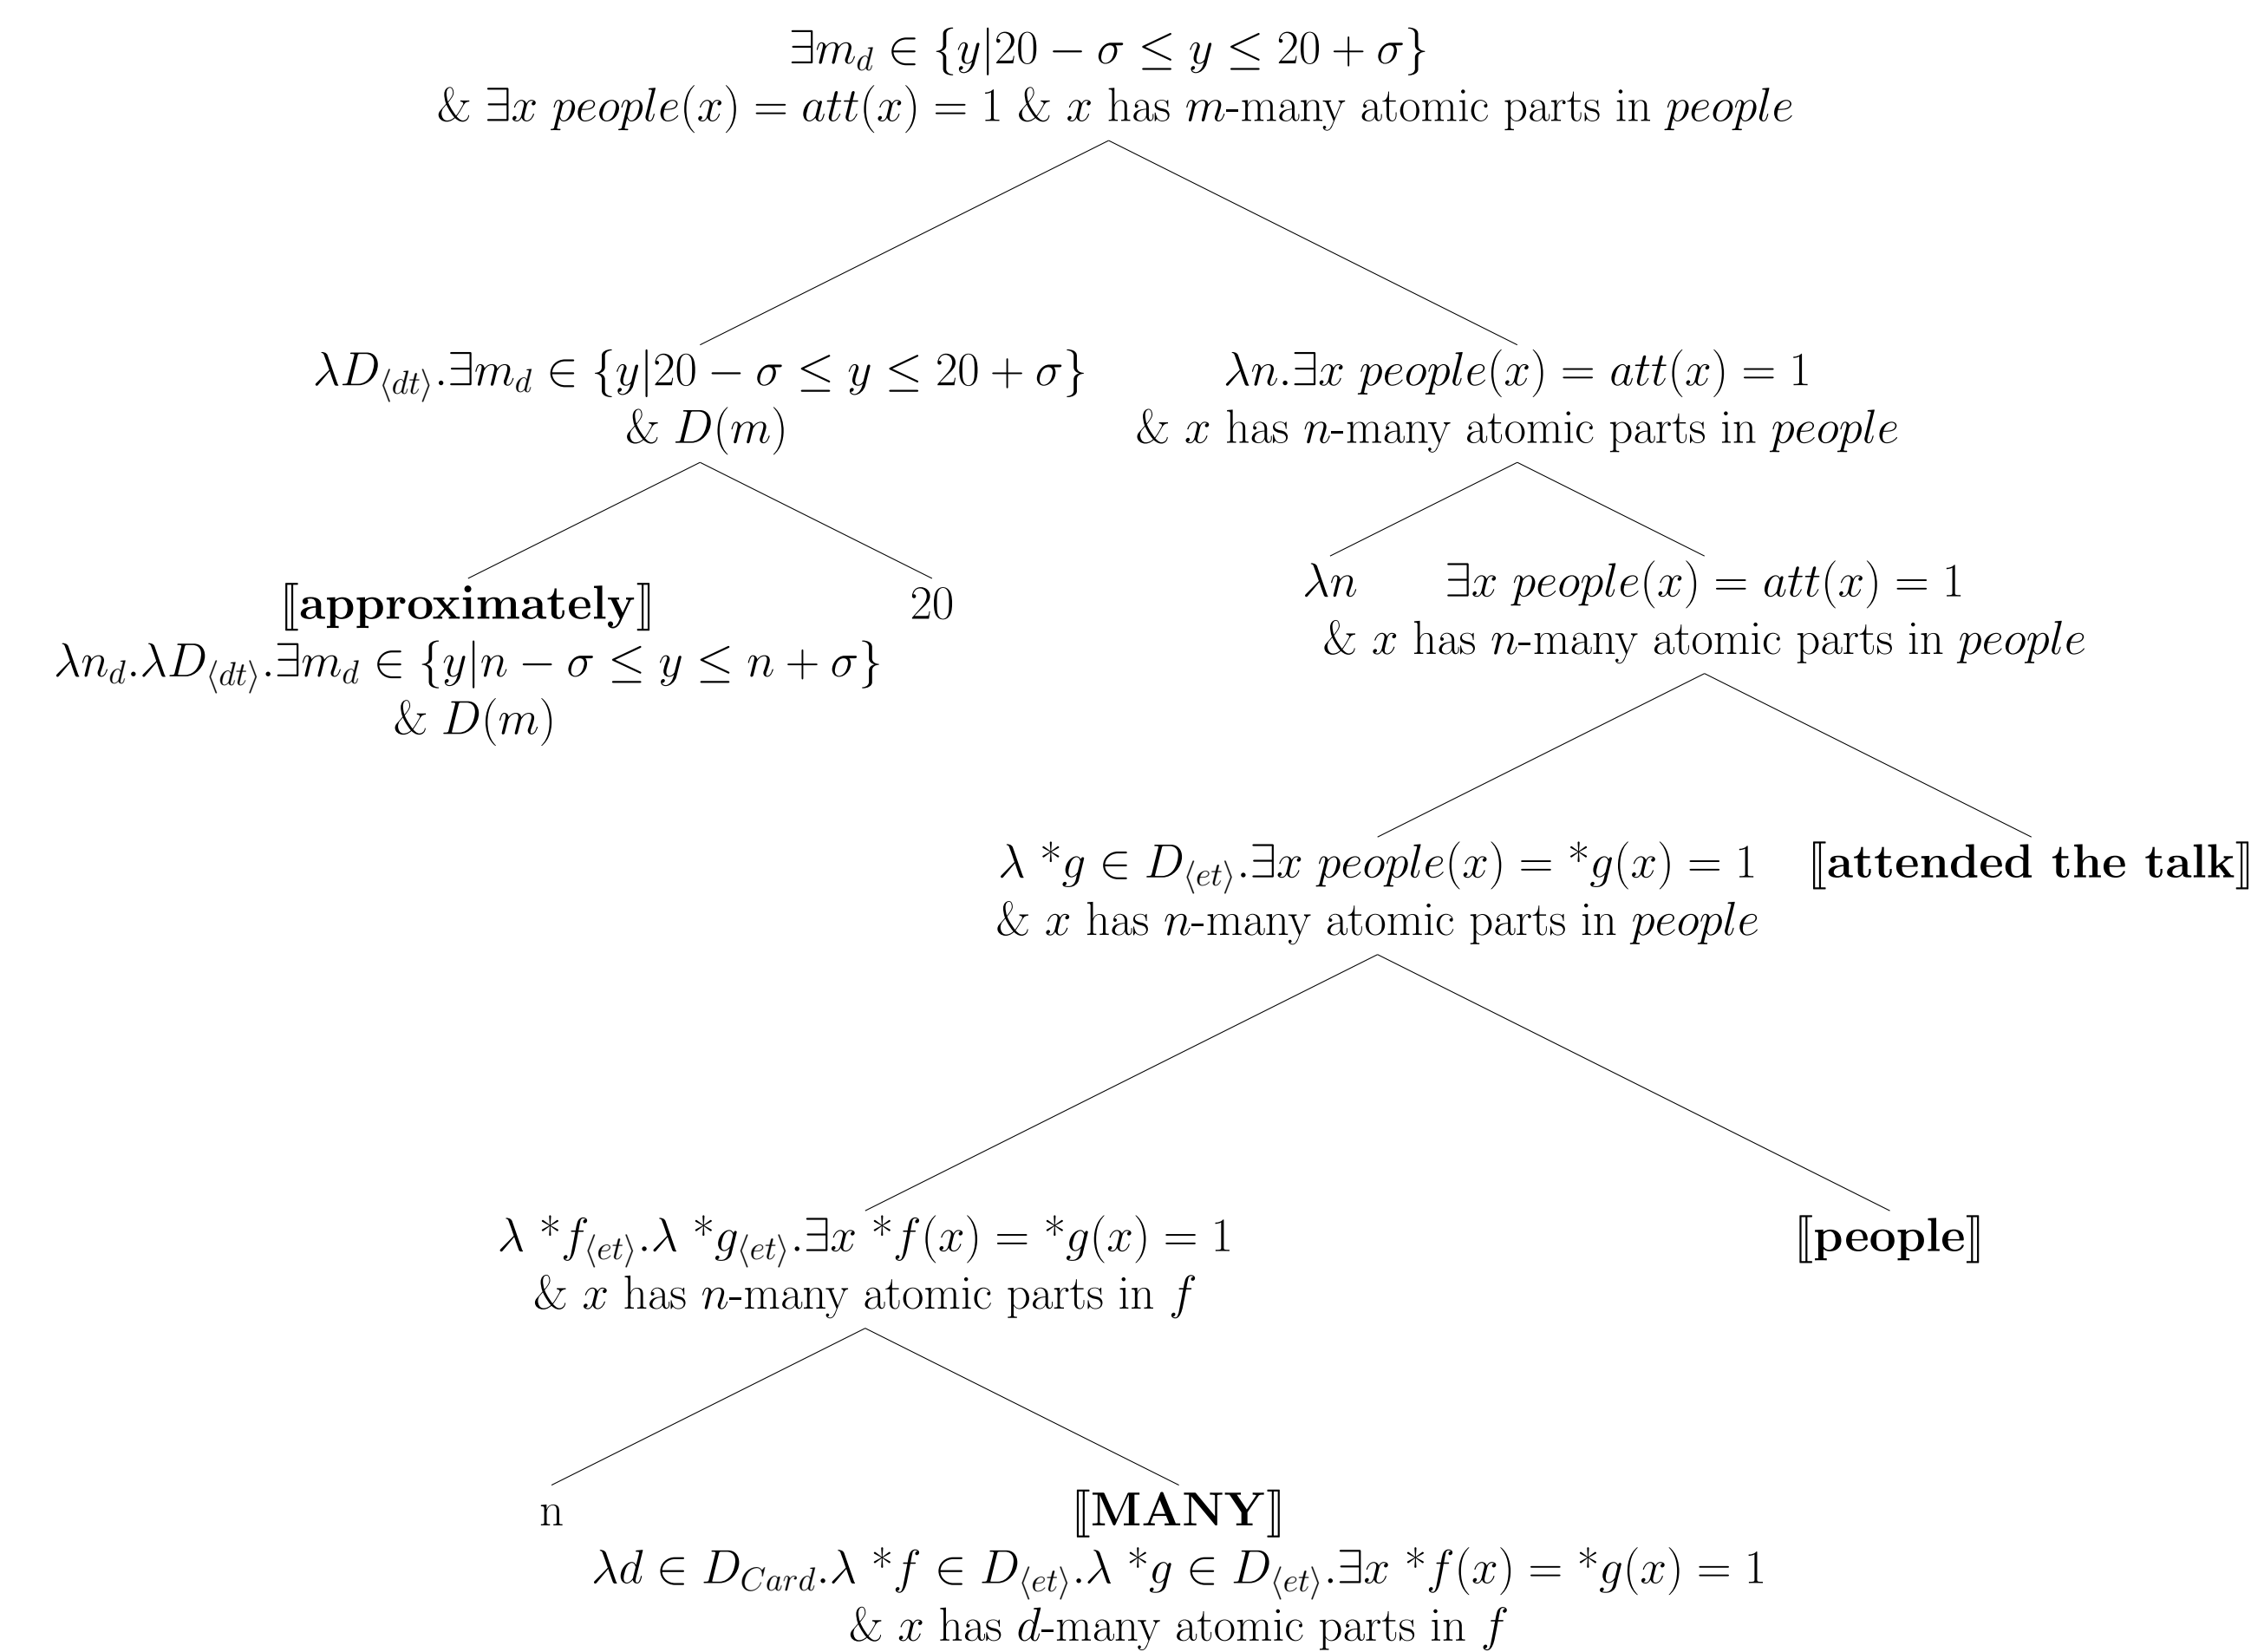 ∃m_d ∈ {y|20 − σ ≤ y ≤ 20 + σ}
& ∃x people(x) = att(x) = 1 & x has m-many atomic parts in people
λD_⟨dt⟩.∃m_d ∈ {y|20 − σ ≤ y ≤ 20 + σ}
& D(m)
λn.∃x people(x) = att(x) = 1
& x has n-many atomic parts in people
⟦approximately⟧
λn_d.λD_⟨dt⟩.∃m_d ∈ {y|n − σ ≤ y ≤ n + σ}
& D(m)
20
λn
∃x people(x) = att(x) = 1
& x has n-many atomic parts in people
λ *g ∈ D_⟨et⟩.∃x people(x) = *g(x) = 1
& x has n-many atomic parts in people
⟦attended the talk⟧
λ *f_⟨et⟩.λ *g_⟨et⟩.∃x *f(x) = *g(x) = 1
& x has n-many atomic parts in f
⟦people⟧
n
⟦MANY⟧
λd ∈ D_Card.λ *f ∈ D_⟨et⟩.λ *g ∈ D_⟨et⟩.∃x *f(x) = *g(x) = 1
& x has d-many atomic parts in f